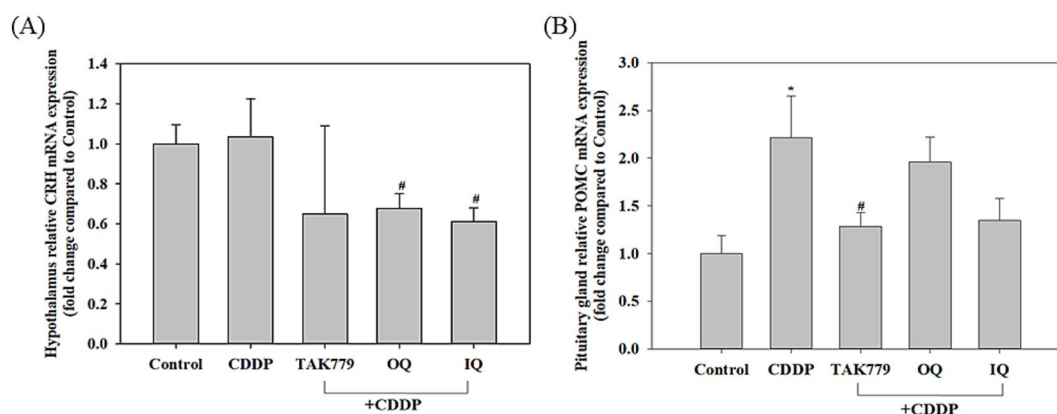 (A)
Hypothalamus relative CRH mRNA expression
(fold change compared to Control)
1.4
1.2
1.0
0.8
0.6
0.4
0.2
0.0
#
#
Control CDDP TAK779 OQ IQ
+CDDP
(B)
Pituitary gland relative POMC mRNA expression
(fold change compared to Control)
3.0
2.5
2.0
1.5
1.0
0.5
0.0
*
#
Control CDDP TAK779 OQ IQ
+CDDP